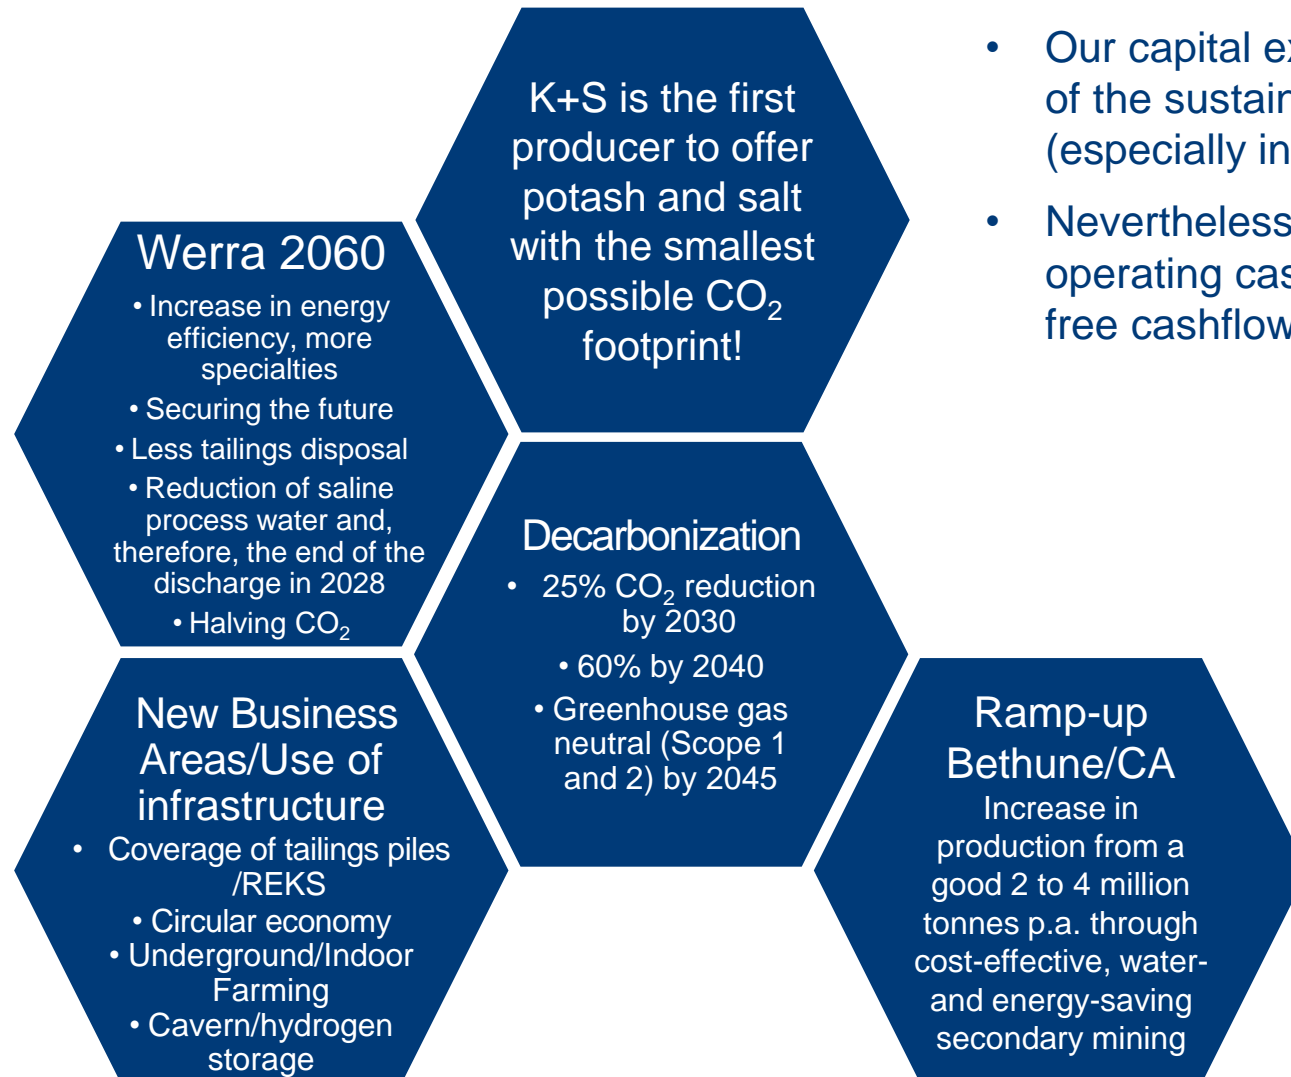 K+S is the first
producer to offer
potash and salt
with the smallest
possible CO₂
footprint!
• Our capital
of the
(especially in
• Nevertheless
operating
free cashflow
Werra 2060
• Increase in energy
efficiency, more
specialties
• Securing the future
• Less tailings disposal
• Reduction of saline
process water and,
therefore, the end of the
discharge in 2028
• Halving CO₂
Decarbonization
• 25% CO₂ reduction
by 2030
• 60% by 2040
• Greenhouse gas
neutral (Scope 1
and 2) by 2045
New Business
Areas/Use of
infrastructure
• Coverage of tailings piles
/REKS
• Circular economy
• Underground/Indoor
Farming
• Cavern/hydrogen
storage
Ramp-up
Bethune/CA
Increase in
production from a
good 2 to 4 million
tonnes p.a. through
cost-effective, water-
and energy-saving
secondary mining